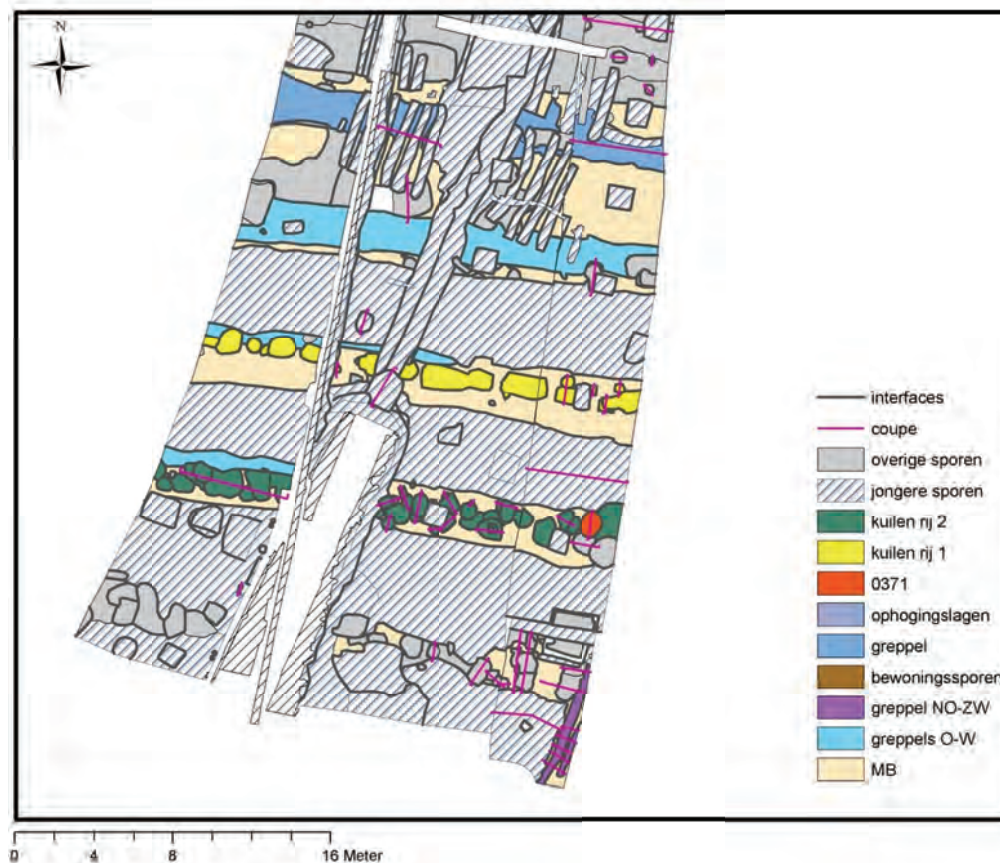 N
interfaces
coupe
overige sporen
jongere sporen
kuilen rij 2
kuilen rij 1
0371
ophogingslagen
greppel
bewoningssporen
greppel NO-ZW
greppels O-W
MB
0 4 8 16 Meter